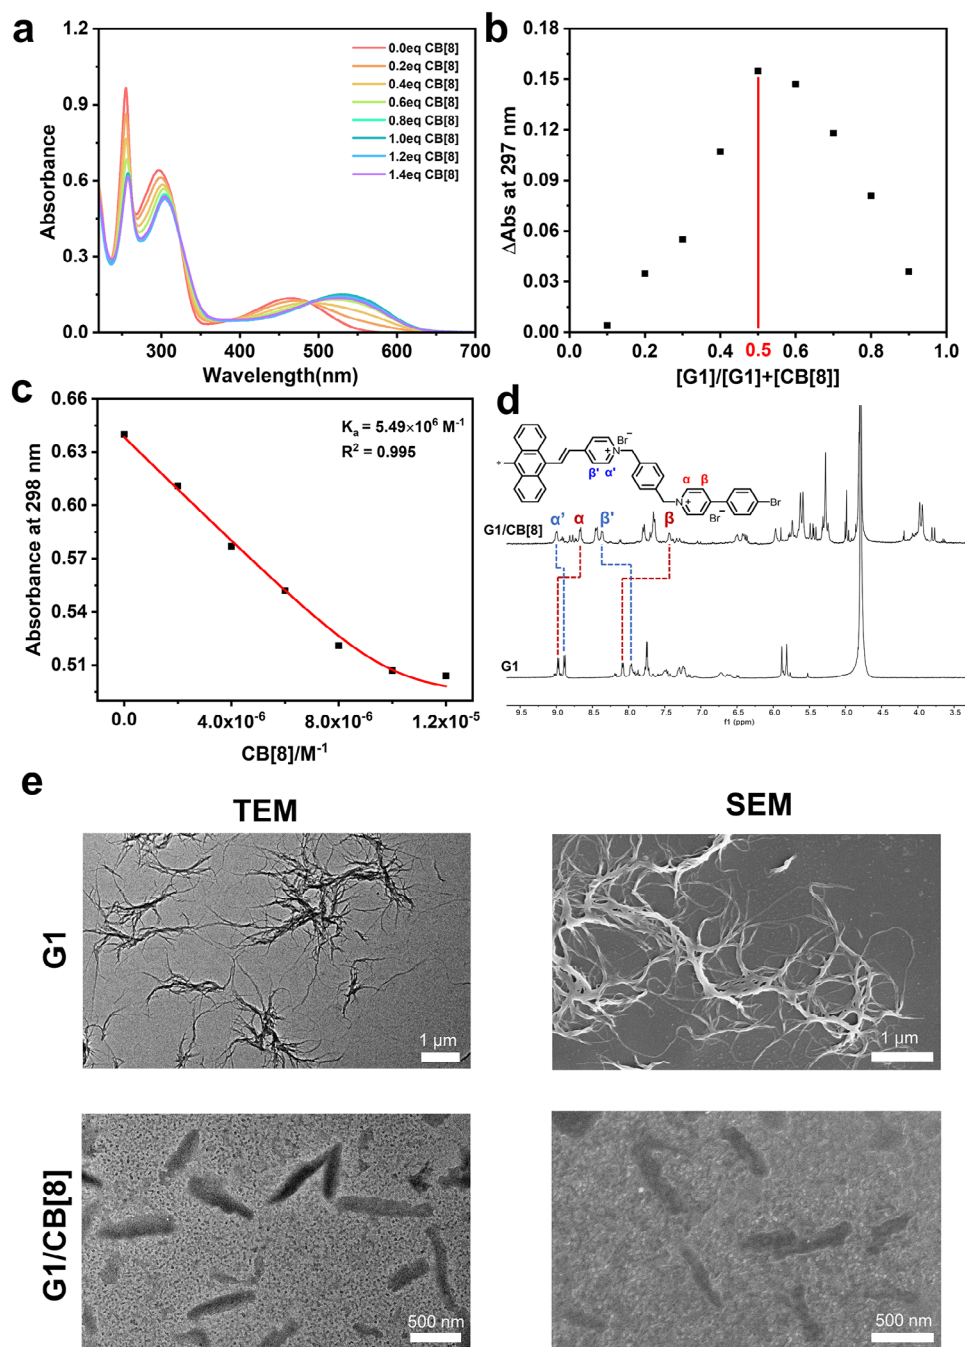 a
1.2
0.9
0.6
0.3
0.0
Absorbance
300 400 500 600 700
Wavelength(nm)
0.0eq CB[8]
0.2eq CB[8]
0.4eq CB[8]
0.6eq CB[8]
0.8eq CB[8]
1.0eq CB[8]
1.2eq CB[8]
1.4eq CB[8]
b
0.18
0.15
0.12
0.09
0.06
0.03
0.00
ΔAbs at 297 nm
0.0 0.2 0.4 0.5 0.6 0.8 1.0
[G1]/[G1]+[CB[8]]
c
0.66
0.63
0.60
0.57
0.54
0.51
Absorbance at 298 nm
Kₐ = 5.49×10⁶ M⁻¹
R² = 0.995
0.0 4.0x10⁻⁶ 8.0x10⁻⁶ 1.2x10⁻⁵
CB[8]/M⁻¹
d
Br⁻
N
+
β' α'
α β
N
+
Br⁻
Br
G1/CB[8]
α' α β' β
G1
9.5 9.0 8.5 8.0 7.5 7.0 6.5 6.0 5.5 5.0 4.5 4.0 3.5
f1 (ppm)
e
TEM
SEM
G1
1 μm
1 μm
G1/CB[8]
500 nm
500 nm